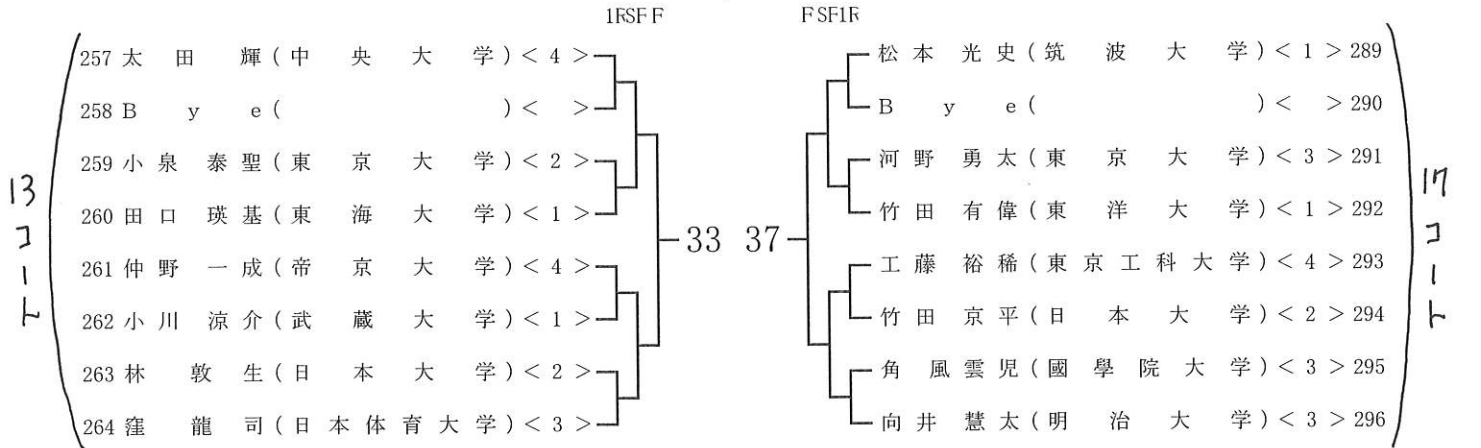 1RSFF
257 太田 輝 (中央大学) < 4 >
258 Bye ( ) < >
259 小泉 泰聖 (東京大学) < 2 >
260 田口 瑛基 (東海大学) < 1 >
261 仲野 一成 (帝京大学) < 4 >
262 小川 涼介 (武蔵大学) < 1 >
263 林 敦生 (日本大学) < 2 >
264 窪 龍司 (日本体育大学) < 3 >
13コート
33
FSF1R
松本 光史 (筑波大学) < 1 > 289
Bye ( ) < > 290
河野 勇太 (東京大学) < 3 > 291
竹田 有偉 (東洋大学) < 1 > 292
工藤 裕稀 (東京工科大学) < 4 > 293
竹田 京平 (日本大学) < 2 > 294
角 風雲児 (國學院大学) < 3 > 295
向井 慧太 (明治大学) < 3 > 296
37
17コート